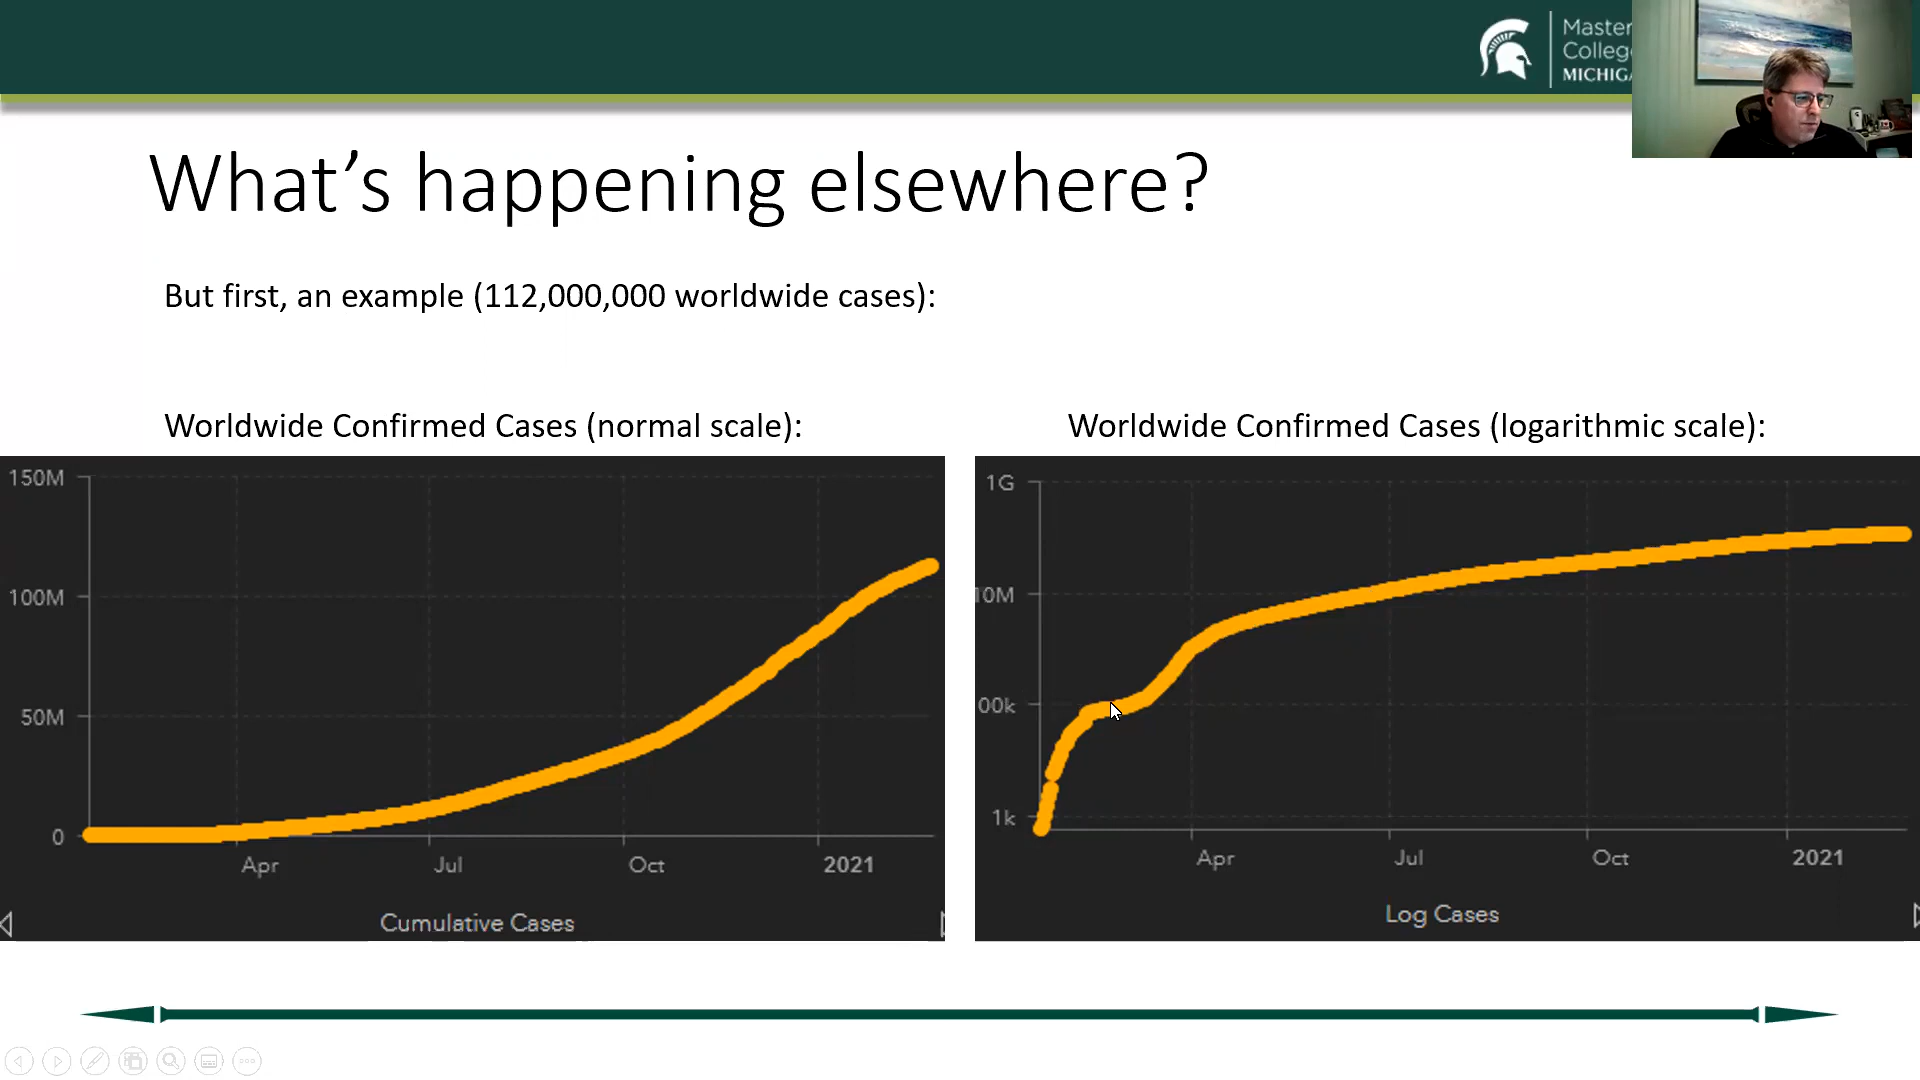 Master
Colleg
MICHIGA
What's happening elsewhere?
But first, an example (112,000,000 worldwide cases):
Worldwide Confirmed Cases (normal scale):
150M
100M
50M
0
Apr Jul Oct 2021
Cumulative Cases
Worldwide Confirmed Cases (logarithmic scale):
1G
10M
00k
1k
Apr Jul Oct 2021
Log Cases